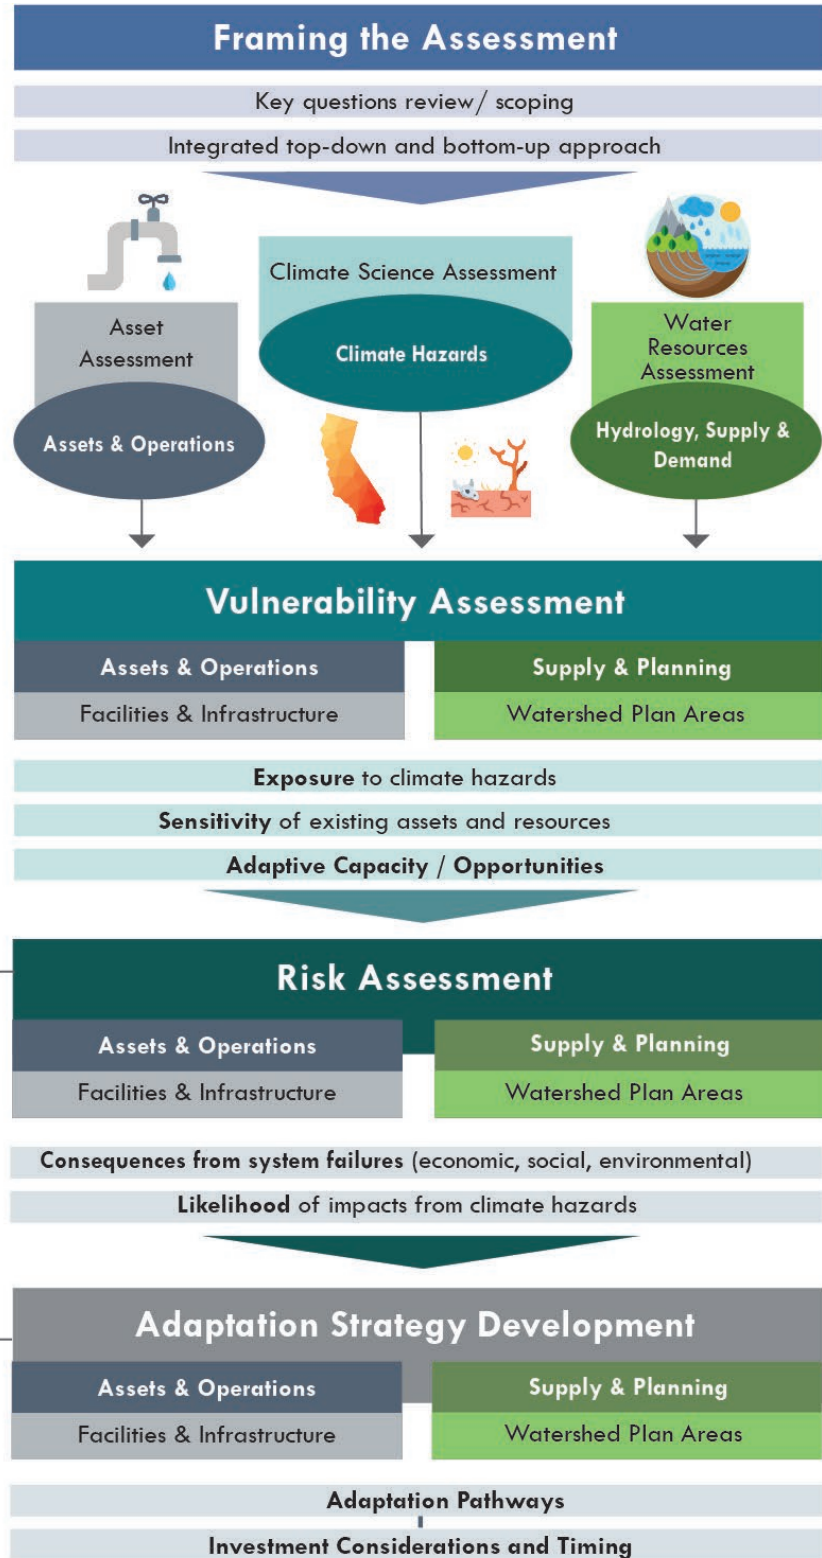 Framing the Assessment
Key questions review/ scoping
Integrated top-down and bottom-up approach
Asset
Assessment
Assets & Operations
Climate Science Assessment
Climate Hazards
Water
Resources
Assessment
Hydrology, Supply &
Demand
Vulnerability Assessment
Assets & Operations
Supply & Planning
Facilities & Infrastructure
Watershed Plan Areas
Exposure to climate hazards
Sensitivity of existing assets and resources
Adaptive Capacity / Opportunities
Risk Assessment
Assets & Operations
Supply & Planning
Facilities & Infrastructure
Watershed Plan Areas
Consequences from system failures (economic, social, environmental)
Likelihood of impacts from climate hazards
Adaptation Strategy Development
Assets & Operations
Supply & Planning
Facilities & Infrastructure
Watershed Plan Areas
Adaptation Pathways
Investment Considerations and Timing